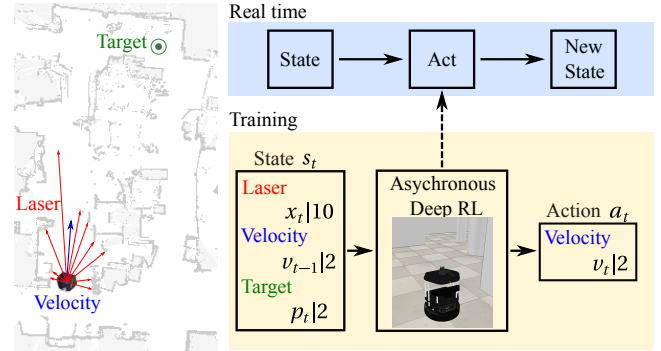 Target
Laser
Velocity
Real time
State
Act
New
State
Training
State s_t
Laser
x_t|10
Velocity
v_{t-1}|2
Target
p_t|2
Asychronous
Deep RL
Action a_t
Velocity
v_t|2